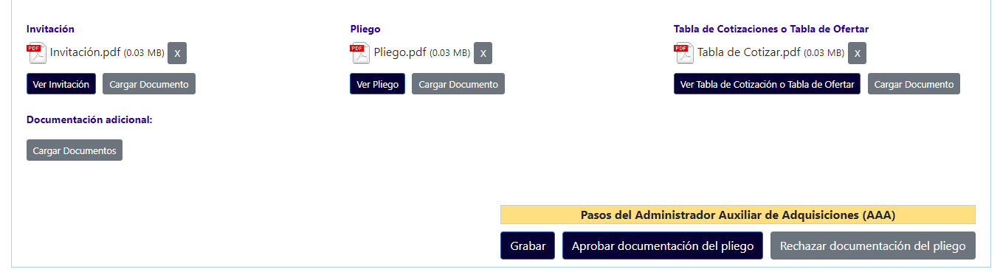 Invitación
PDF Invitación.pdf (0.03 MB) X
Ver Invitación Cargar Documento
Pliego
PDF Pliego.pdf (0.03 MB) X
Ver Pliego Cargar Documento
Tabla de Cotizaciones o Tabla de Ofertar
PDF Tabla de Cotizar.pdf (0.03 MB) X
Ver Tabla de Cotización o Tabla de Ofertar Cargar Documento
Documentación adicional:
Cargar Documentos
Pasos del Administrador Auxiliar de Adquisiciones (AAA)
Grabar Aprobar documentación del pliego Rechazar documentación del pliego